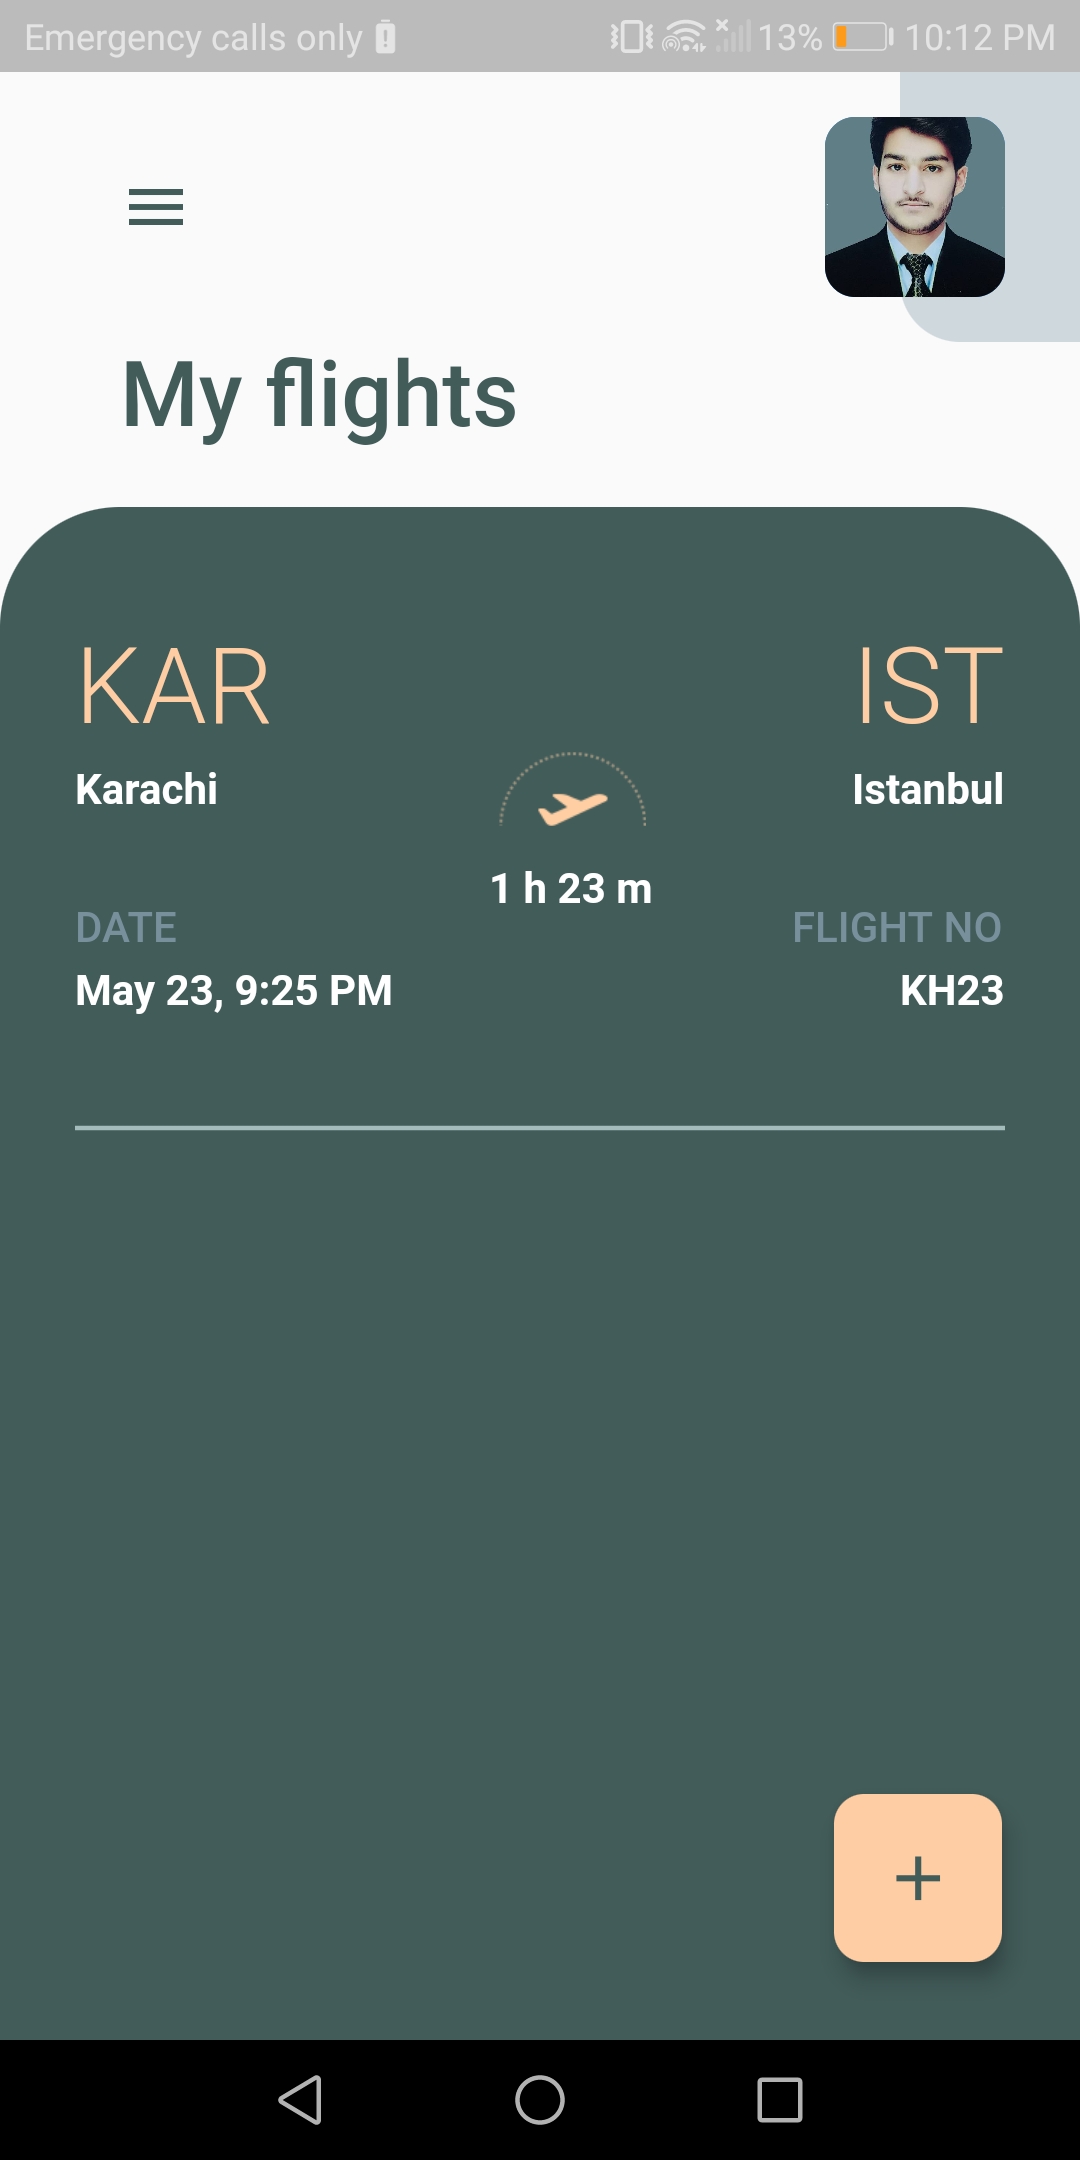 Emergency calls only
13% 10:12 PM
My flights
KAR IST
Karachi Istanbul
1 h 23 m
DATE FLIGHT NO
May 23, 9:25 PM KH23
+